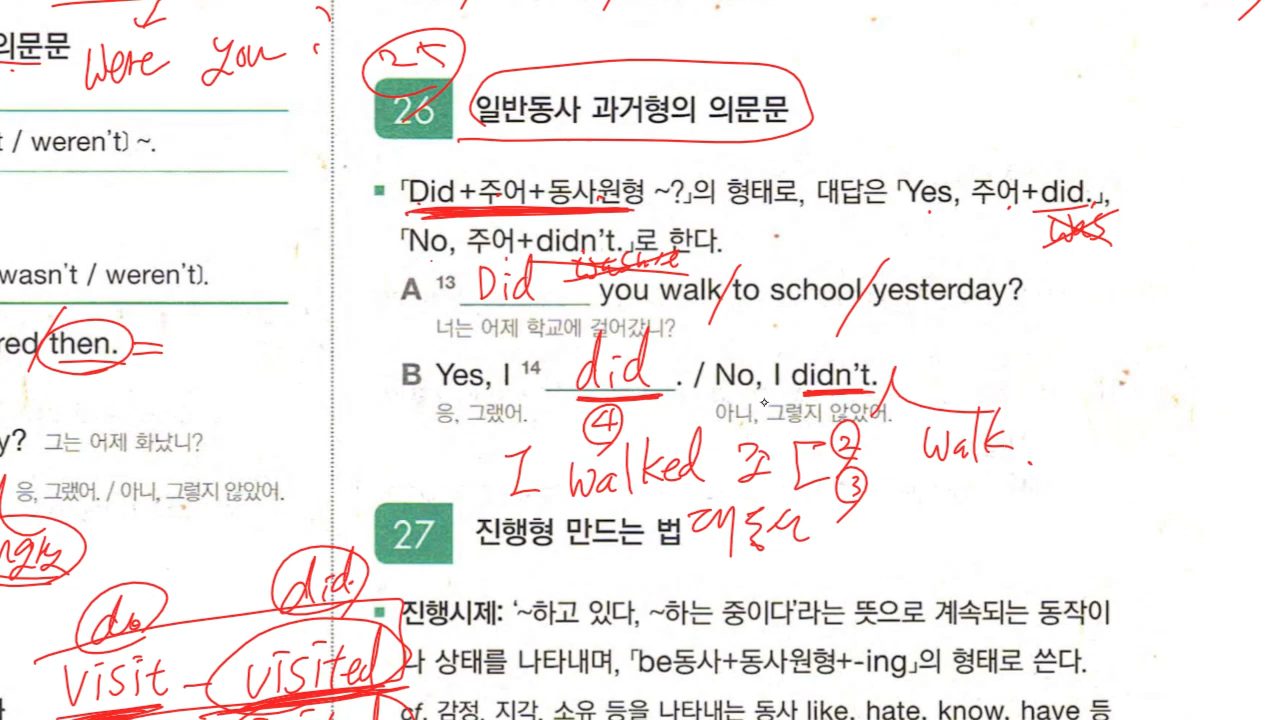 의문문
were you ?
t / weren't) ~.
wasn't / weren't).
red then.
y? 그는 어제 화났니?
응, 그랬어. / 아니, 그렇지 않았어.
ngry
do did.
visit - visited
25
26 일반동사 과거형의 의문문
「Did+주어+동사원형 ~?」의 형태로, 대답은 「Yes, 주어+did.」,
was
「No, 주어+didn't.」로 한다.
A 13 Did you walk to school yesterday?
너는 어제 학교에 걸어갔니?
B Yes, I 14 did. / No, I didn't.
응, 그랬어. 아니, 그렇지 않았어.
④ ② ③
I walked 조 walk.
27 진행형 만드는 법 대동사
진행시제: '~하고 있다, ~하는 중이다'라는 뜻으로 계속되는 동작이
나 상태를 나타내며, 「be동사+동사원형+-ing」의 형태로 쓴다.
cf. 감정, 지각, 소유 등을 나타내는 동사 like, hate, know, have 등